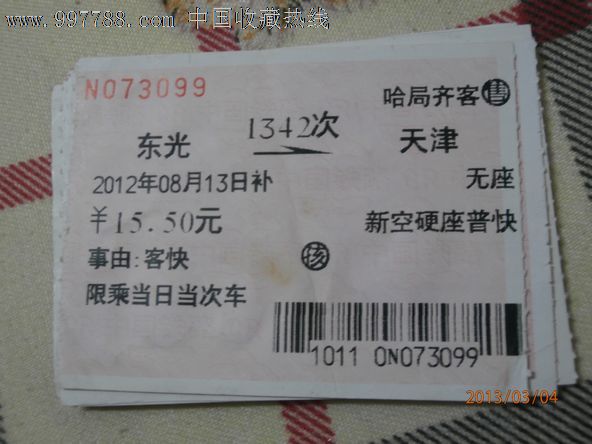 www.997788.com 中国收藏热线
N073099
哈局齐客售
东光 1342次 天津
2012年08月13日补 无座
¥15.50元 新空硬座普快
事由:客快 核
限乘当日当次车
1011 0N073099
2013/03/04